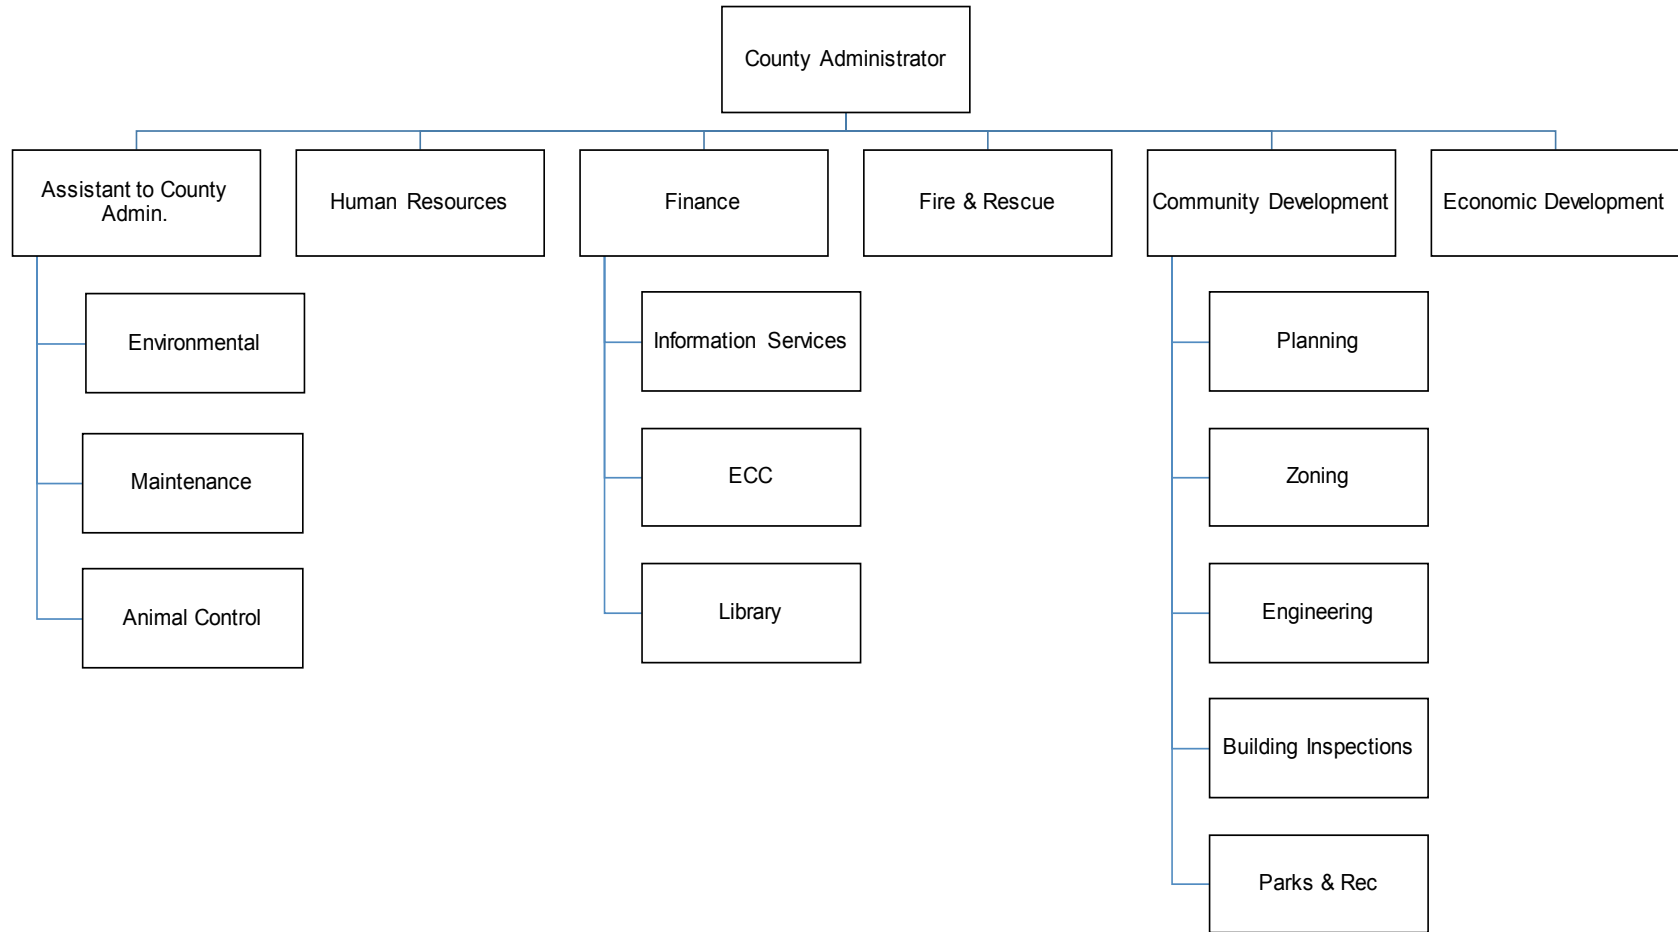 County Administrator
Assistant to County
Admin.
Human Resources
Finance
Fire & Rescue
Community Development
Economic Development
Environmental
Maintenance
Animal Control
Information Services
ECC
Library
Planning
Zoning
Engineering
Building Inspections
Parks & Rec